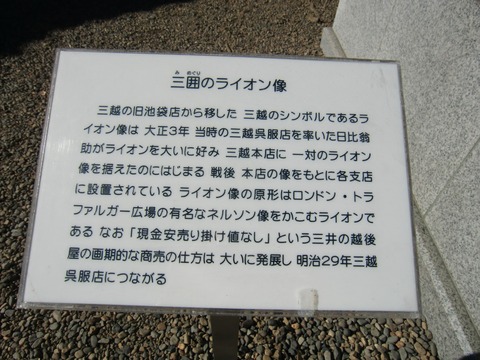 み めぐり
三囲のライオン像
三越の旧池袋店から移した 三越のシンボルであるラ
イオン像は 大正3年 当時の三越呉服店を率いた日比翁
助がライオンを大いに好み 三越本店に 一対のライオン
像を据えたのにはじまる 戦後 本店の像をもとに各支店
に設置されている ライオン像の原形はロンドン・トラ
ファルガー広場の有名なネルソン像をかこむライオンで
ある なお「現金安売り掛け値なし」という三井の越後
屋の画期的な商売の仕方は 大いに発展し 明治29年三越
呉服店につながる